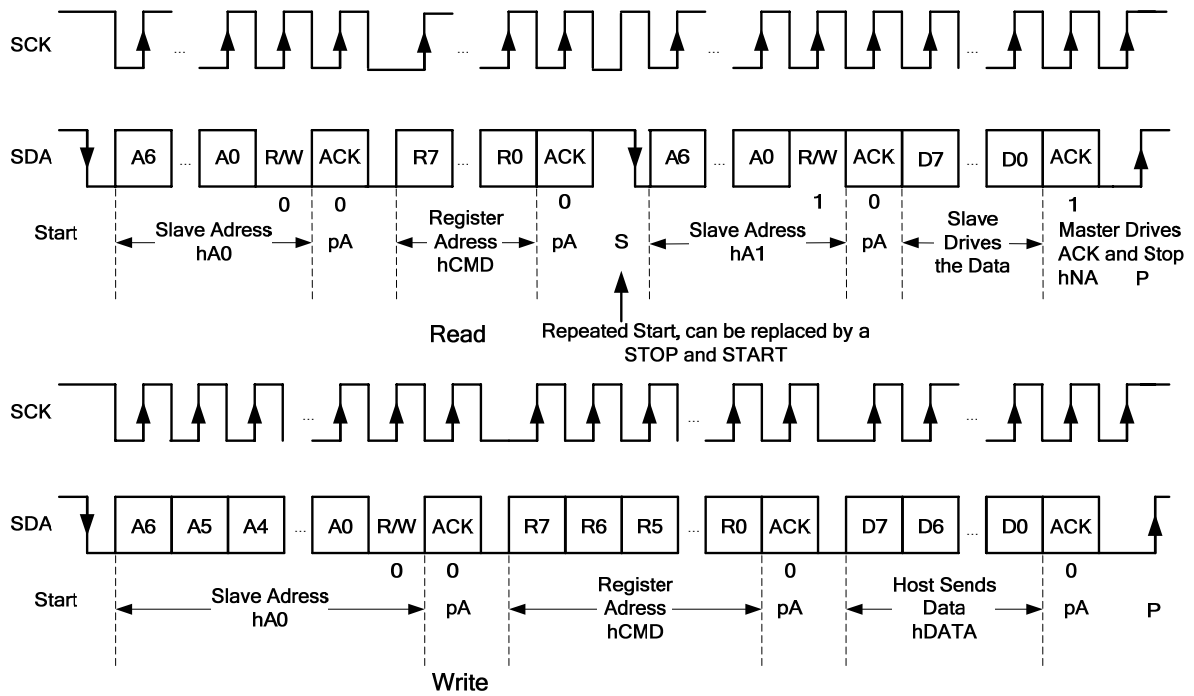 SCK
... ... ... ...
SDA A6 ... A0 R/W ACK R7 ... R0 ACK A6 ... A0 R/W ACK D7 ... D0 ACK
0 0 0 1 0 1
Start
Slave Adress
hA0
pA
Register
Adress
hCMD
pA
S
Slave Adress
hA1
pA
Slave
Drives
the Data
Master Drives
ACK and Stop
hNA P
Repeated Start, can be replaced by a
STOP and START
Read
SCK
... ... ...
SDA A6 A5 A4 ... A0 R/W ACK R7 R6 R5 ... R0 ACK D7 D6 ... D0 ACK
0 0 0 0
Start
Slave Adress
hA0
pA
Register
Adress
hCMD
pA
Host Sends
Data
hDATA
pA
P
Write